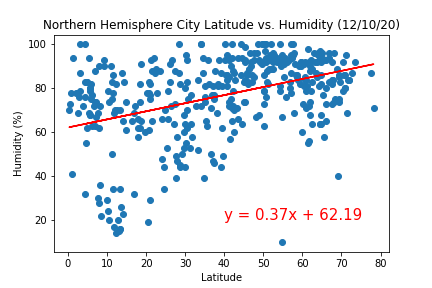 Northern Hemisphere City Latitude vs. Humidity (12/10/20)
100
80
60
40
20
Humidity (%)
y = 0.37x + 62.19
0 10 20 30 40 50 60 70 80
Latitude